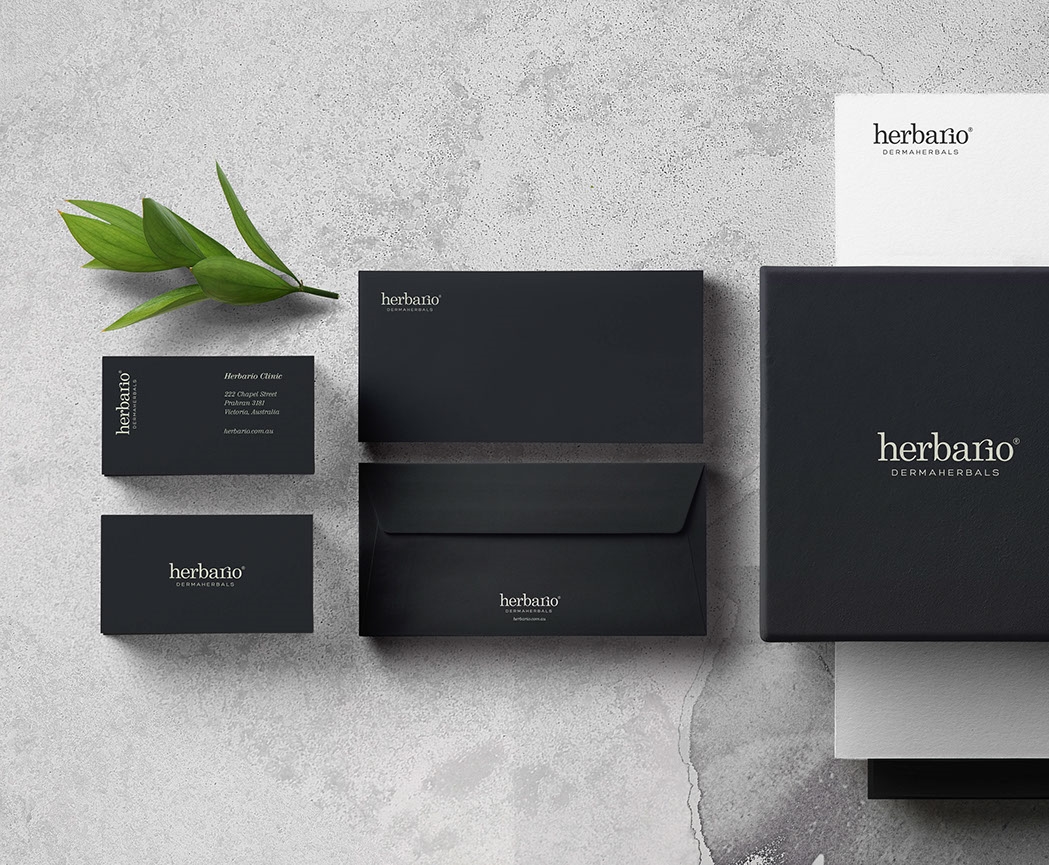 herbario®
DERMAHERBALS
herbario®
DERMAHERBALS
herbario®
DERMAHERBALS
Herbario Clinic
222 Chapel Street
Prahran 3181
Victoria, Australia
herbario.com.au
herbario®
DERMAHERBALS
herbario®
DERMAHERBALS
herbario®
DERMAHERBALS
herbario.com.au